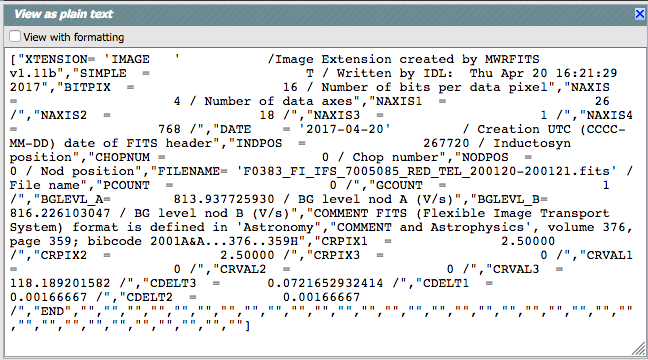 View as plain text
View with formatting
["XTENSION= 'IMAGE   '           /Image Extension created by MWRFITS
v1.11b","SIMPLE  =                    T / Written by IDL:  Thu Apr 20 16:21:29
2017","BITPIX  =                   16 / Number of bits per data pixel","NAXIS
=                    4 / Number of data axes","NAXIS1  =                   26
/","NAXIS2  =                   18 /","NAXIS3  =                    1 /","NAXIS4
=                  768 /","DATE    = '2017-04-20'         / Creation UTC (CCCC-
MM-DD) date of FITS header","INDPOS  =               267720 / Inductosyn
position","CHOPNUM =                    0 / Chop number","NODPOS  =
0 / Nod position","FILENAME= 'F0383_FI_IFS_7005085_RED_TEL_200120-200121.fits' /
File name","PCOUNT  =                    0 /","GCOUNT  =                    1
/","BGLEVL_A=        813.937725930 / BG level nod A (V/s)","BGLEVL_B=
816.226103047 / BG level nod B (V/s)","COMMENT FITS (Flexible Image Transport
System) format is defined in 'Astronomy","COMMENT and Astrophysics', volume 376,
page 359; bibcode 2001A&A...376..359H","CRPIX1  =              2.50000
/","CRPIX2  =              2.50000 /","CRPIX3  =                    0 /","CRVAL1
=                    0 /","CRVAL2  =                    0 /","CRVAL3  =
118.189201582 /","CDELT3  =      0.0721652932414 /","CDELT1  =
0.00166667 /","CDELT2  =           0.00166667
/","END","","","","","","","","","","","","","","","","","","","","","","","",""
,"","","","","","","","","","",""]